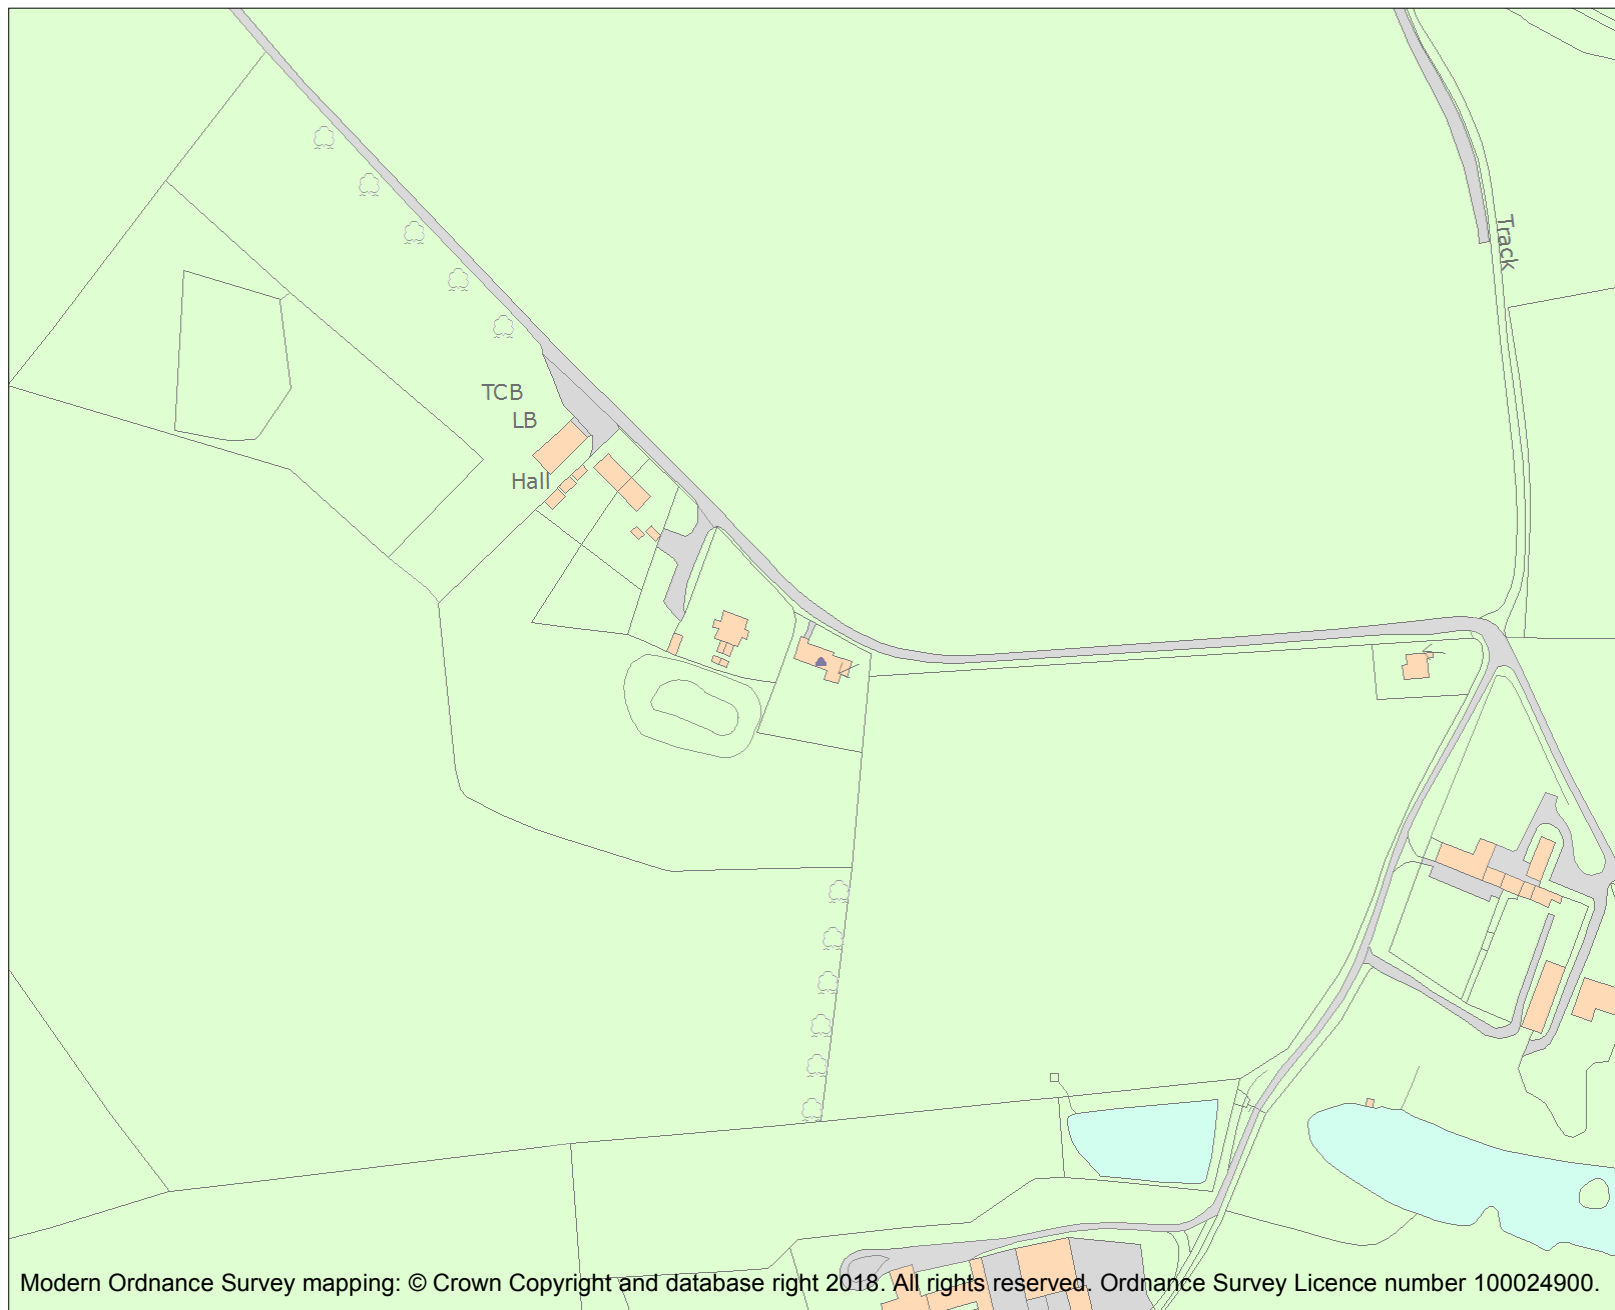 Track
TCB
LB
Hall
Modern Ordnance Survey mapping: © Crown Copyright and database right 2018. All rights reserved. Ordnance Survey Licence number 100024900.